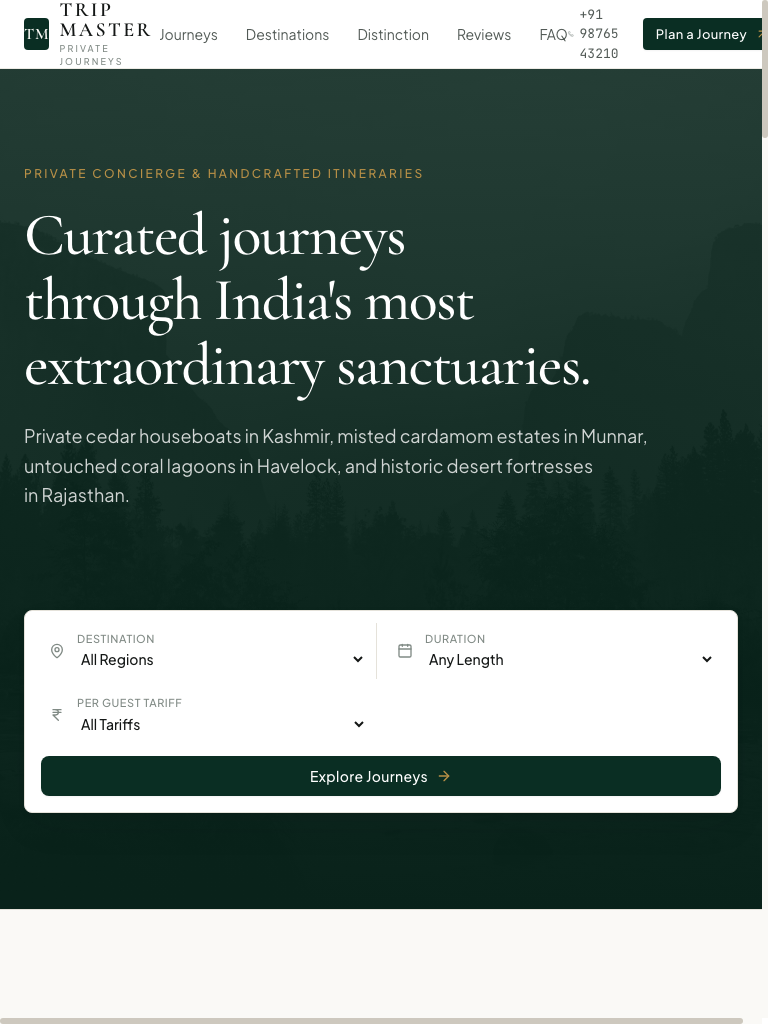 TM
TRIP
MASTER
PRIVATE
JOURNEYS
Journeys
Destinations
Distinction
Reviews
FAQ
+91
98765
43210
Plan a Journey
PRIVATE CONCIERGE & HANDCRAFTED ITINERARIES
Curated journeys
through India's most
extraordinary sanctuaries.
Private cedar houseboats in Kashmir, misted cardamom estates in Munnar,
untouched coral lagoons in Havelock, and historic desert fortresses
in Rajasthan.
DESTINATION
All Regions
DURATION
Any Length
₹
PER GUEST TARIFF
All Tariffs
Explore Journeys